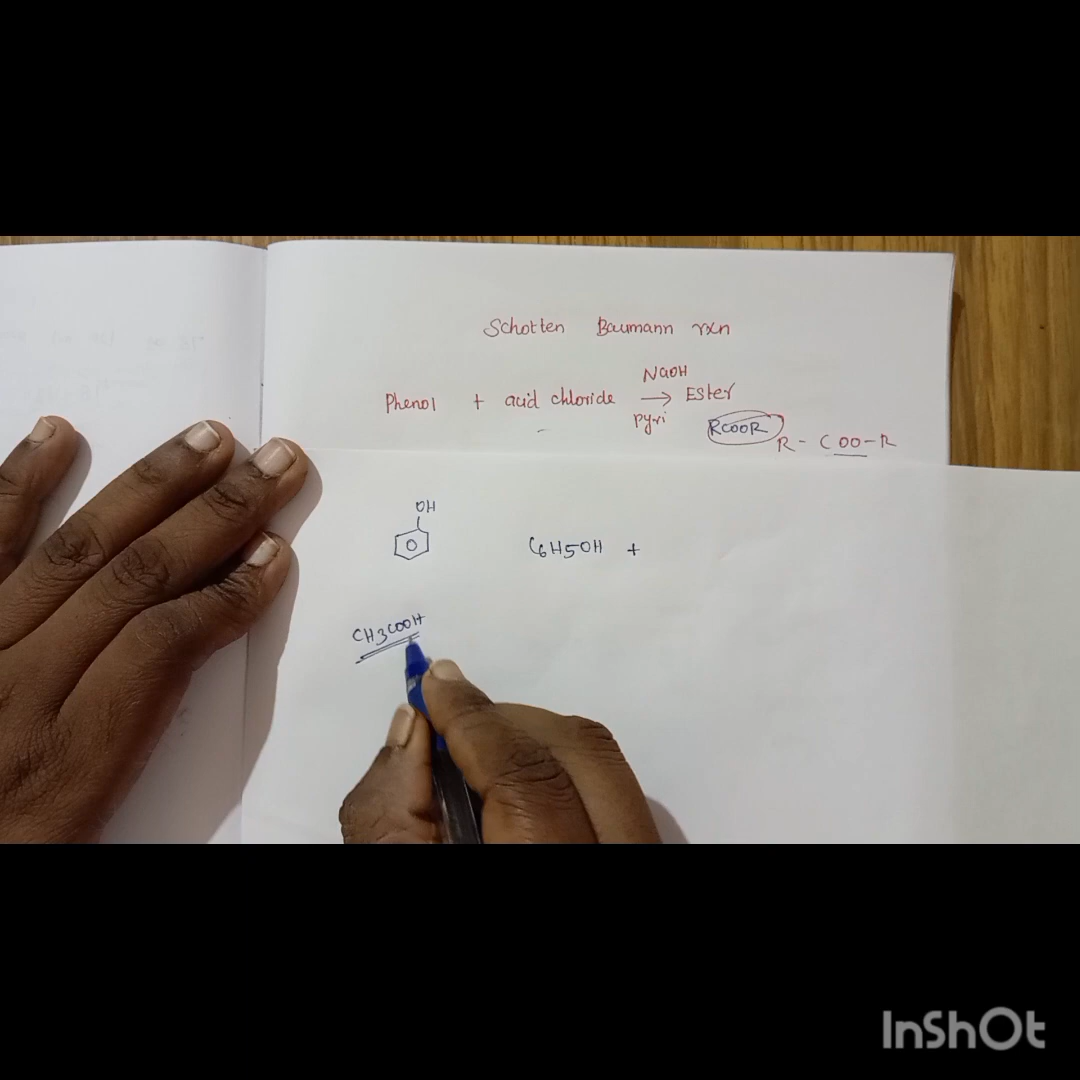 Schotten Baumann rxn
NaOH
Phenol + acid chloride → Ester
pyri
RCOOR
R - COO-R
OH
C6H5OH +
CH3COOH
InShOt